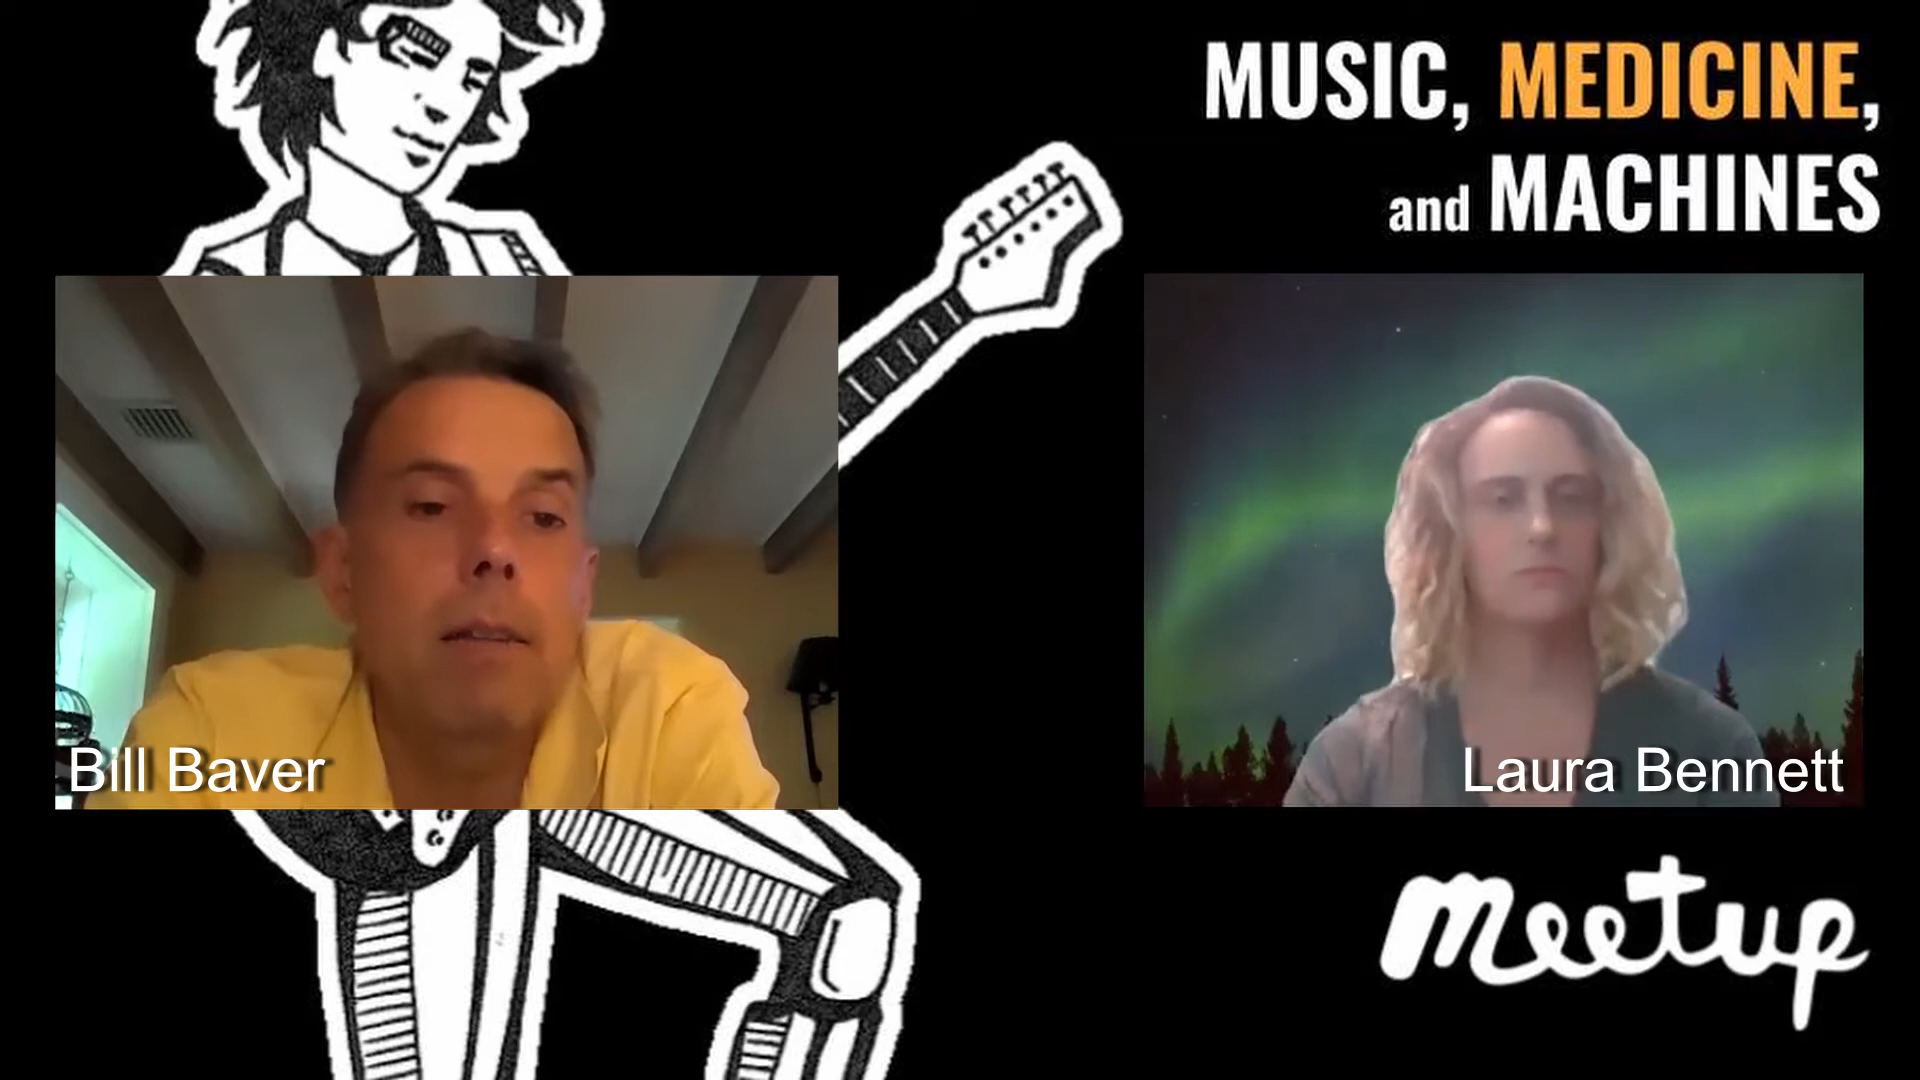 MUSIC, MEDICINE,
and MACHINES
Bill Baver
Laura Bennett
meetup